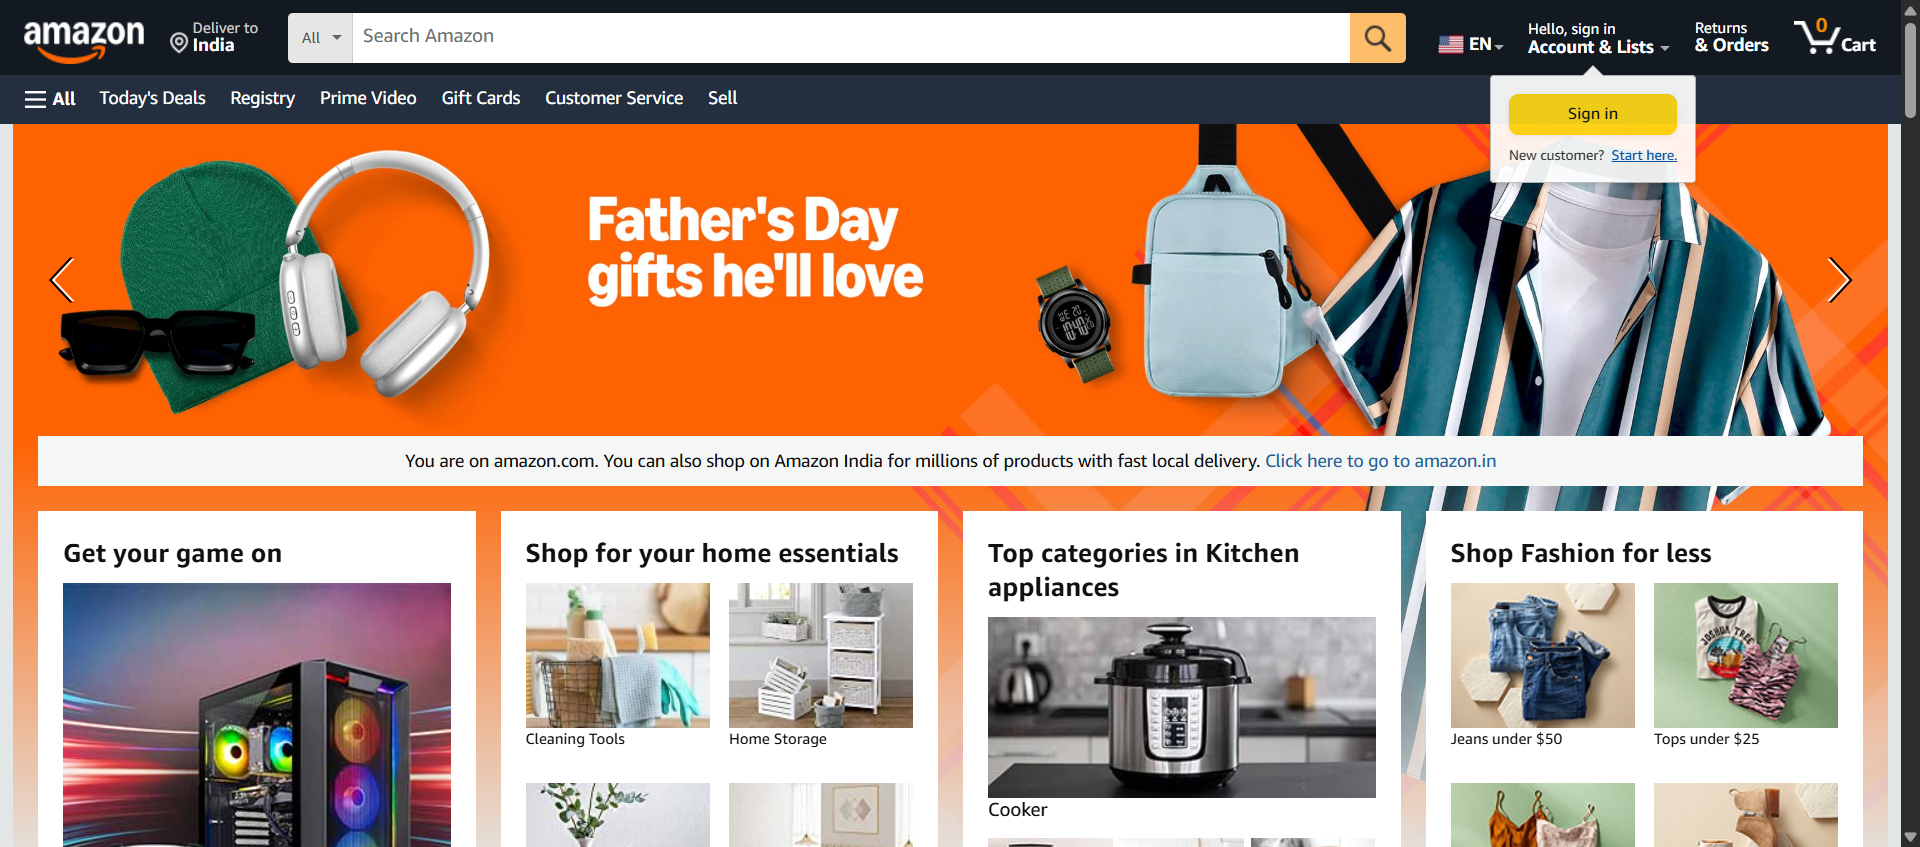 amazon
Deliver to
India
All
Search Amazon
EN
Hello, sign in
Account & Lists
Returns
& Orders
0
Cart
All
Today's Deals
Registry
Prime Video
Gift Cards
Customer Service
Sell
Sign in
New customer? Start here.
Father's Day
gifts he'll love
You are on amazon.com. You can also shop on Amazon India for millions of products with fast local delivery. Click here to go to amazon.in
Get your game on
Shop for your home essentials
Cleaning Tools
Home Storage
Top categories in Kitchen
appliances
Cooker
Shop Fashion for less
JOSHUA TREE
Jeans under $50
Tops under $25